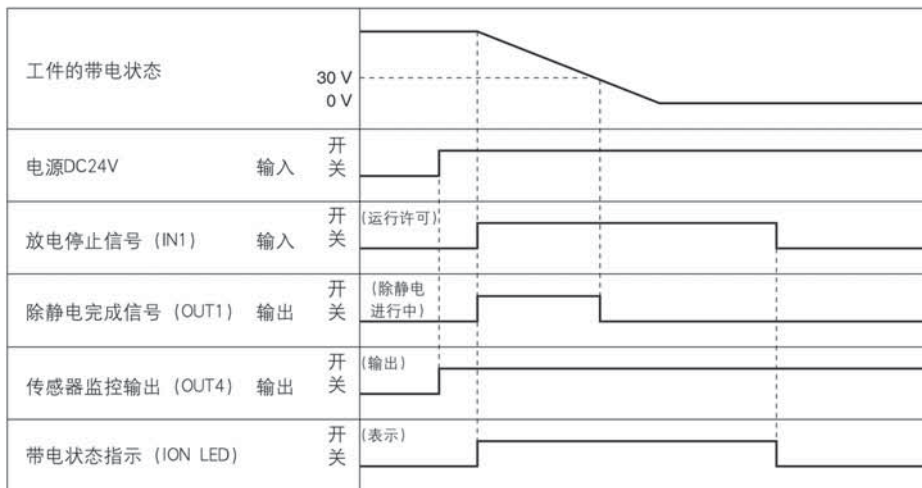 工件的带电状态
30 V
0 V
电源DC24V 输入 开
关
放电停止信号 (IN1) 输入 开
关
(运行许可)
除静电完成信号 (OUT1) 输出 开
关
(除静电
进行中)
传感器监控输出 (OUT4) 输出 开
关
(输出)
带电状态指示 (ION LED) 开
关
(表示)